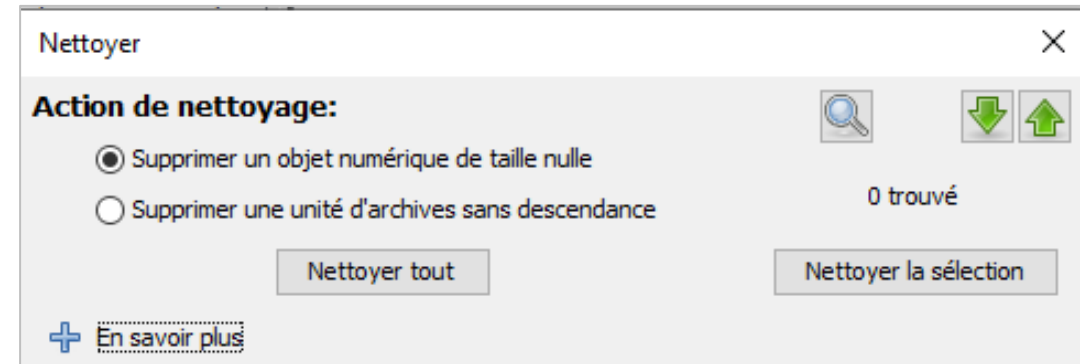 Nettoyer
Action de nettoyage:
Supprimer un objet numérique de taille nulle
Supprimer une unité d'archives sans descendance
0 trouvé
Nettoyer tout
Nettoyer la sélection
En savoir plus